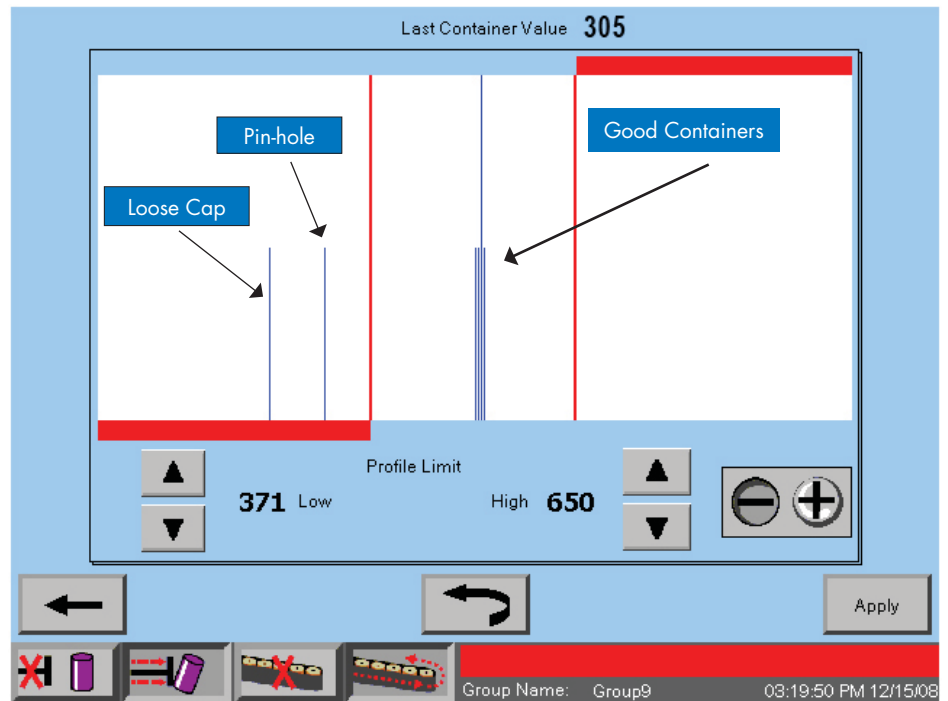 Last Container Value 305
Pin-hole
Good Containers
Loose Cap
Profile Limit
371 Low
High 650
Apply
Group Name: Group9 03:19:50 PM 12/15/08